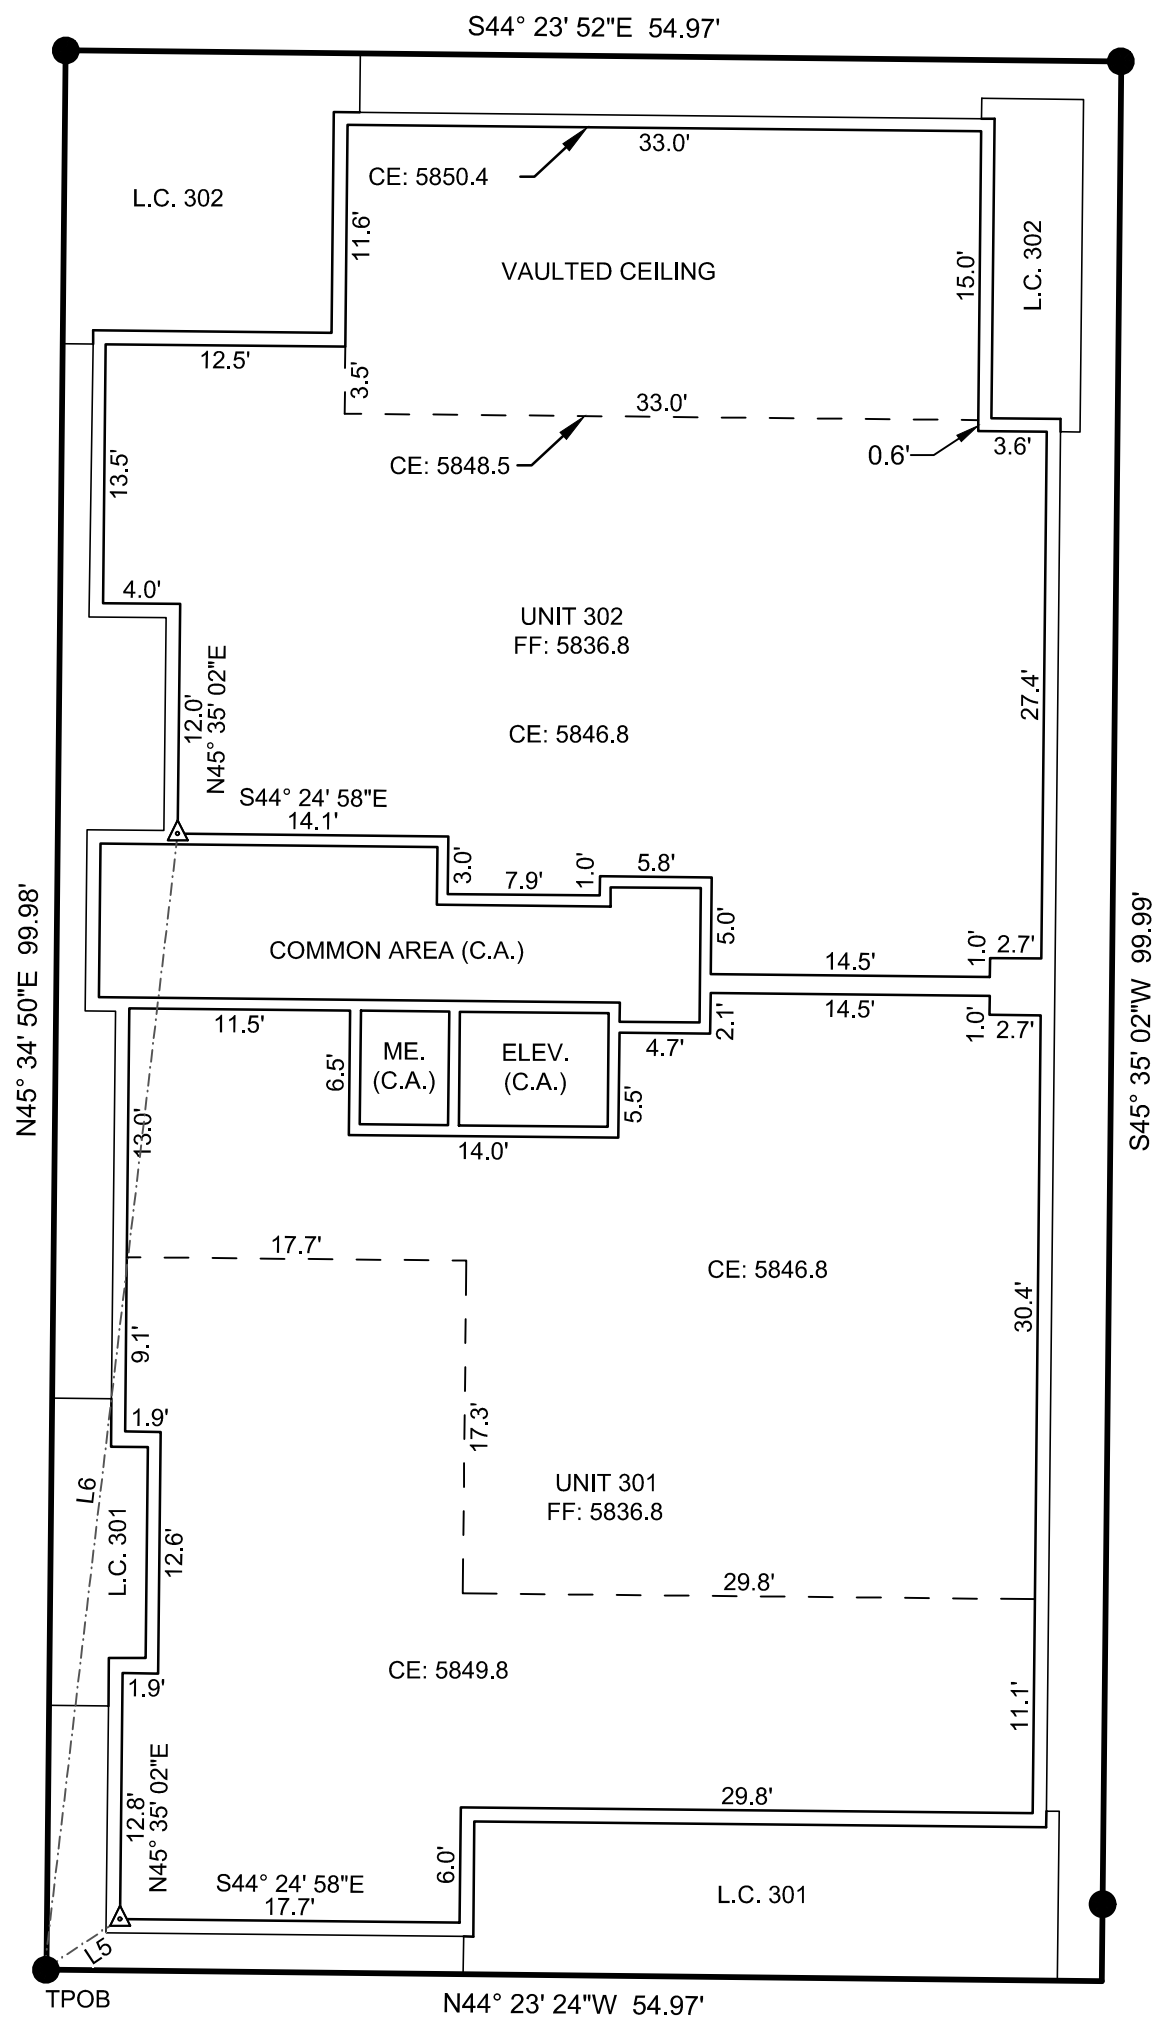 S44° 23' 52"E 54.97'
33.0'
CE: 5850.4
L.C. 302
11.6'
VAULTED CEILING
15.0'
L.C. 302
12.5'
3.5'
33.0'
CE: 5848.5
0.6'
3.6'
13.5'
4.0'
UNIT 302
FF: 5836.8
12.0'
N45° 35' 02"E
27.4'
CE: 5846.8
S44° 24' 58"E
14.1'
3.0'
7.9'
1.0'
5.8'
5.0'
COMMON AREA (C.A.)
14.5'
1.0'
2.7'
N45° 34' 50"E 99.98'
S45° 35' 02"W 99.99'
11.5'
6.5'
ME.
(C.A.)
ELEV.
(C.A.)
4.7'
2.1'
14.5'
1.0'
2.7'
5.5'
13.0'
14.0'
17.7'
CE: 5846.8
30.4'
9.1'
1.9'
17.3'
L6
UNIT 301
FF: 5836.8
L.C. 301
12.6'
29.8'
CE: 5849.8
1.9'
11.1'
12.8'
N45° 35' 02"E
29.8'
6.0'
S44° 24' 58"E
17.7'
L.C. 301
L5
TPOB
N44° 23' 24"W 54.97'